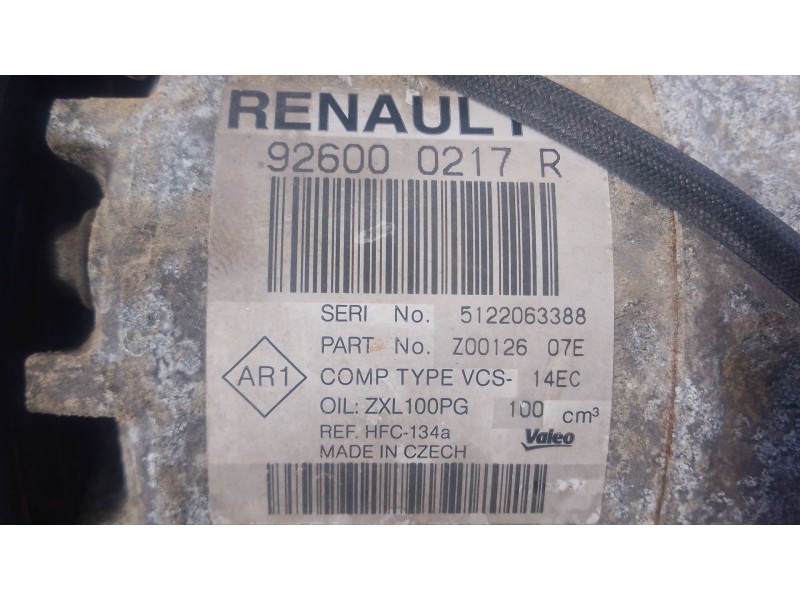 RENAULT
92600 0217 R
SERI No. 5122063388
PART No. Z00126 07E
AR1
COMP TYPE VCS- 14EC
OIL: ZXL100PG 100 cm³
REF. HFC-134a
Valeo
MADE IN CZECH